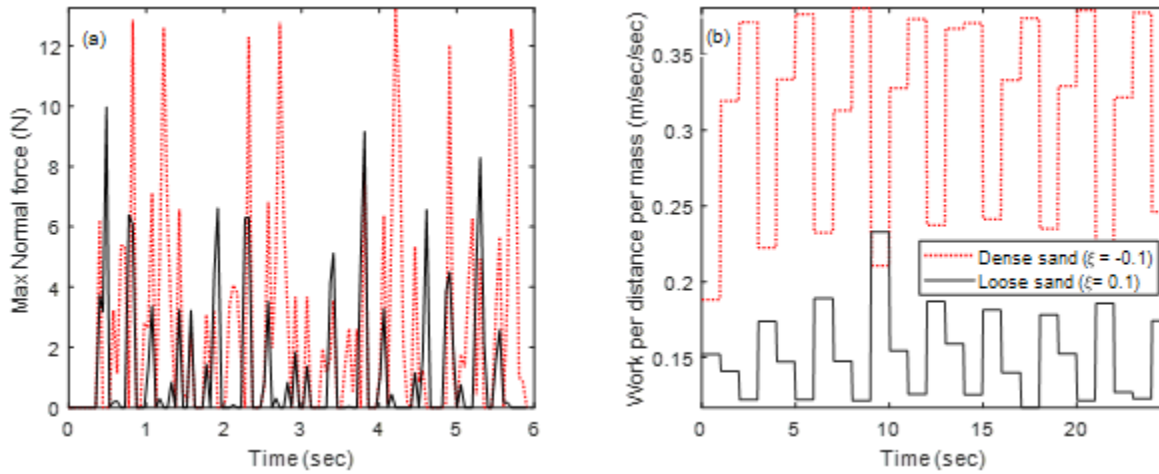 (a)
Max Normal force (N)
12
10
8
6
4
2
0
0 1 2 3 4 5 6
Time (sec)
(b)
Work per distance per mass (m/sec/sec)
0.35
0.3
0.25
0.2
0.15
0 5 10 15 20
Time (sec)
Dense sand (ξ = -0.1)
Loose sand (ξ= 0.1)